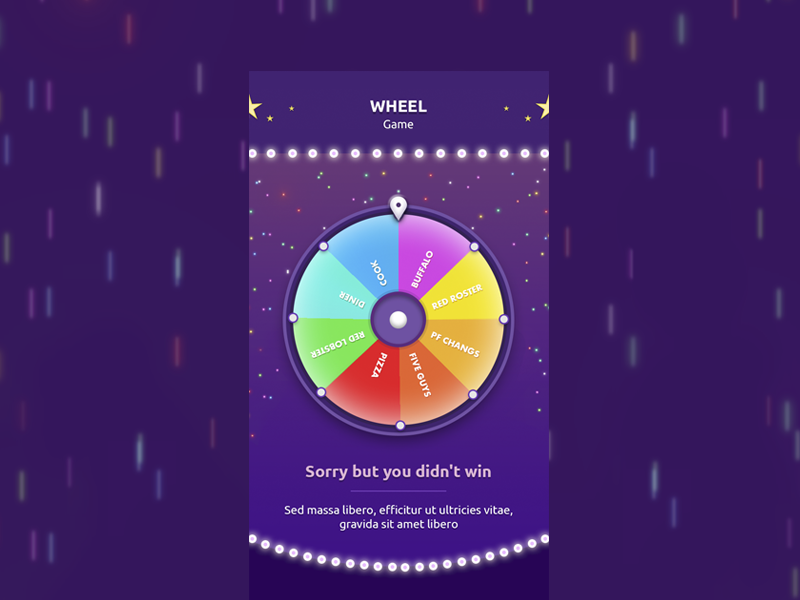 WHEEL
Game
COOK
BUFFALO
DINER
RED ROSTER
RED LOBSTER
PF CHANGS
PIZZA
FIVE GUYS
Sorry but you didn't win
Sed massa libero, efficitur ut ultricies vitae,
gravida sit amet libero